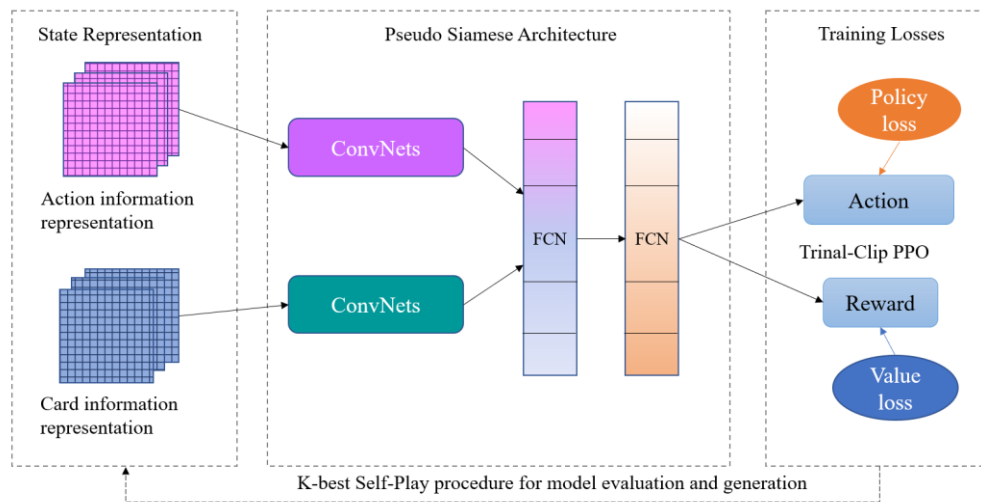 State Representation
Action information
representation
Card information
representation
Pseudo Siamese Architecture
ConvNets
ConvNets
FCN
FCN
Training Losses
Policy
loss
Action
Trinal-Clip PPO
Reward
Value
loss
K-best Self-Play procedure for model evaluation and generation